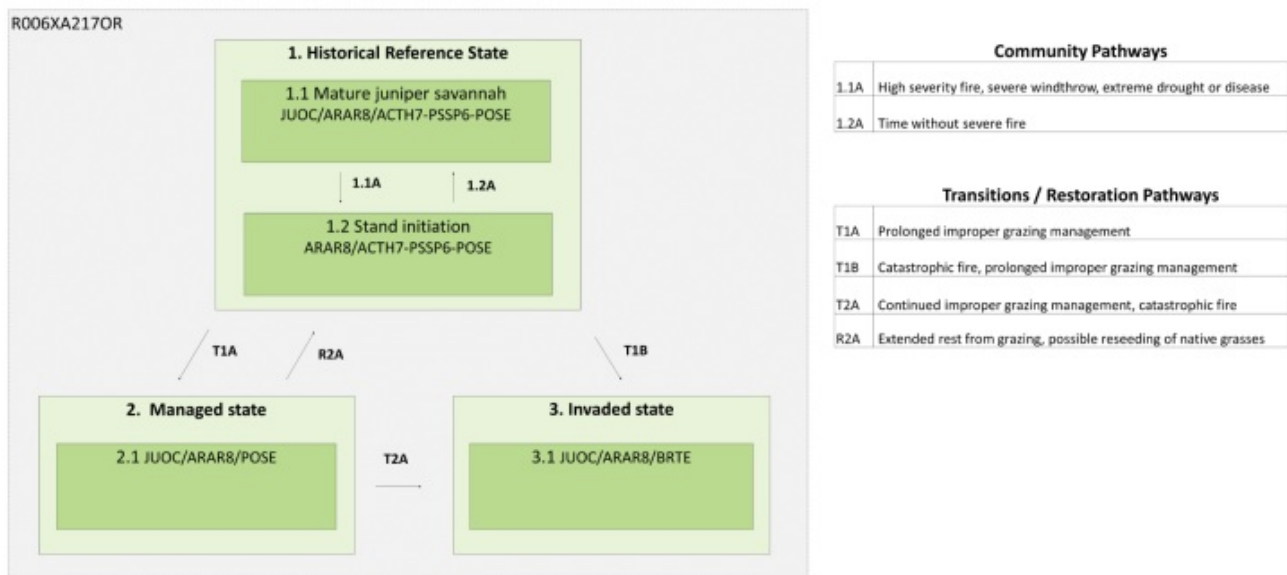 R006XA217OR
1. Historical Reference State
1.1 Mature juniper savannah
JUOC/ARAR8/ACTH7-PSSP6-POSE
1.1A
1.2A
1.2 Stand initiation
ARAR8/ACTH7-PSSP6-POSE
T1A
R2A
T1B
2. Managed state
2.1 JUOC/ARAR8/POSE
T2A
3. Invaded state
3.1 JUOC/ARAR8/BRTE
Community Pathways
1.1A High severity fire, severe windthrow, extreme drought or disease
1.2A Time without severe fire
Transitions / Restoration Pathways
T1A Prolonged improper grazing management
T1B Catastrophic fire, prolonged improper grazing management
T2A Continued improper grazing management, catastrophic fire
R2A Extended rest from grazing, possible reseeding of native grasses